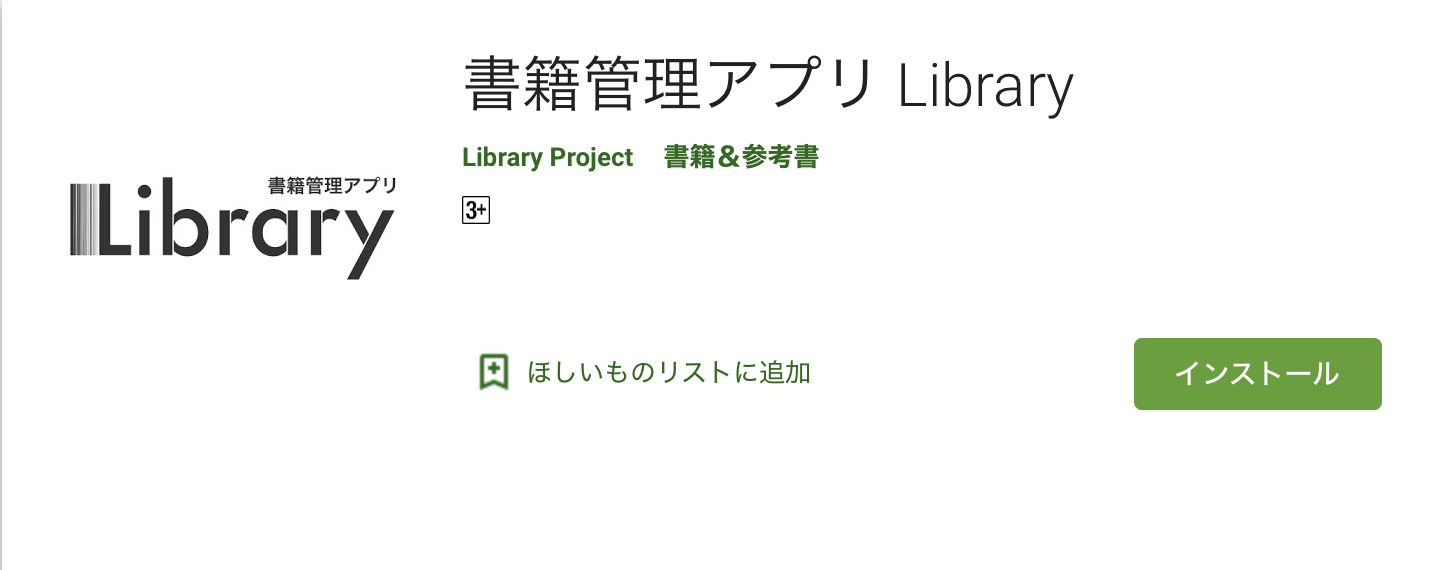 書籍管理アプリ Library
Library Project 書籍＆参考書
3+
書籍管理アプリ
Library
ほしいものリストに追加
インストール